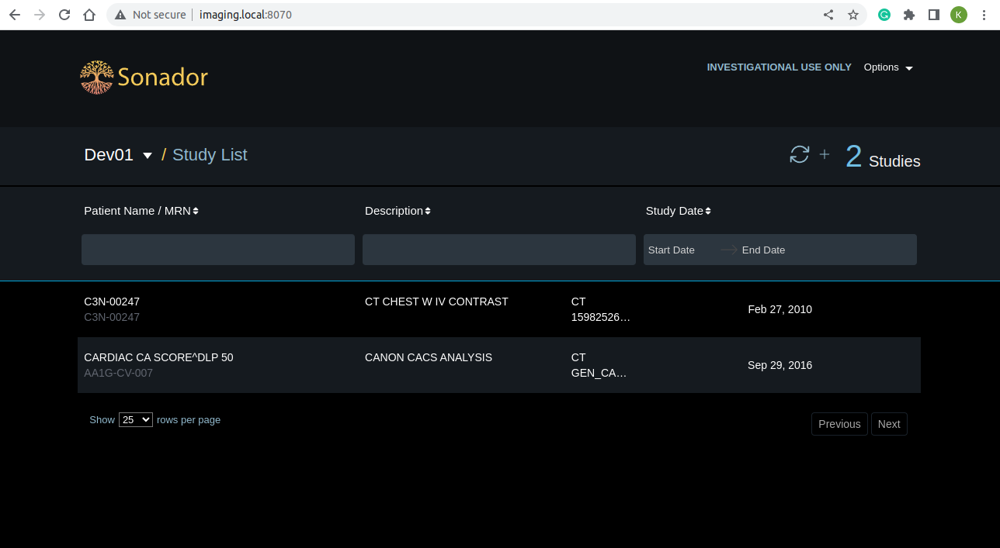 Not secure imaging.local:8070
K
Sonador
INVESTIGATIONAL USE ONLY Options
Dev01 / Study List
2 Studies
Patient Name / MRN Description Study Date
Start Date End Date
C3N-00247 CT CHEST W IV CONTRAST CT Feb 27, 2010
C3N-00247 15982526…
CARDIAC CA SCORE^DLP 50 CANON CACS ANALYSIS CT Sep 29, 2016
AA1G-CV-007 GEN_CA…
Show 25 rows per page Previous Next